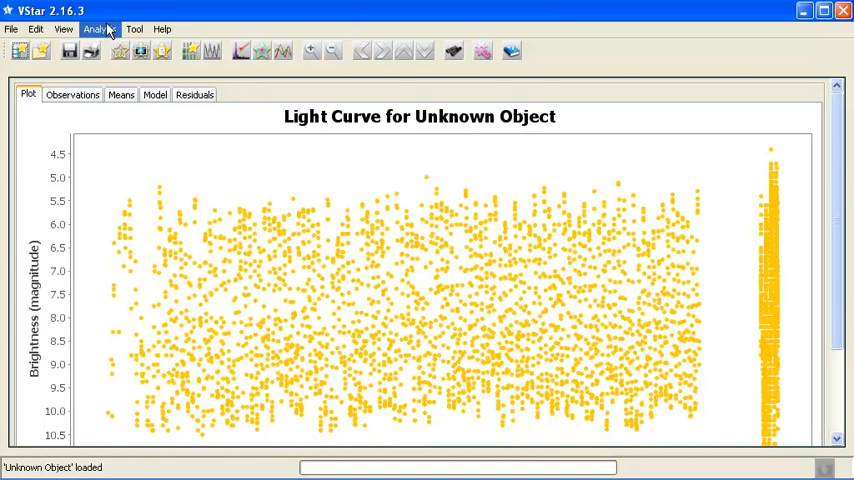 VStar 2.16.3
File Edit View Analysis Tool Help
Plot Observations Means Model Residuals
Light Curve for Unknown Object
4.5
5.0
5.5
6.0
6.5
7.0
7.5
8.0
8.5
9.0
9.5
10.0
10.5
Brightness (magnitude)
'Unknown Object' loaded